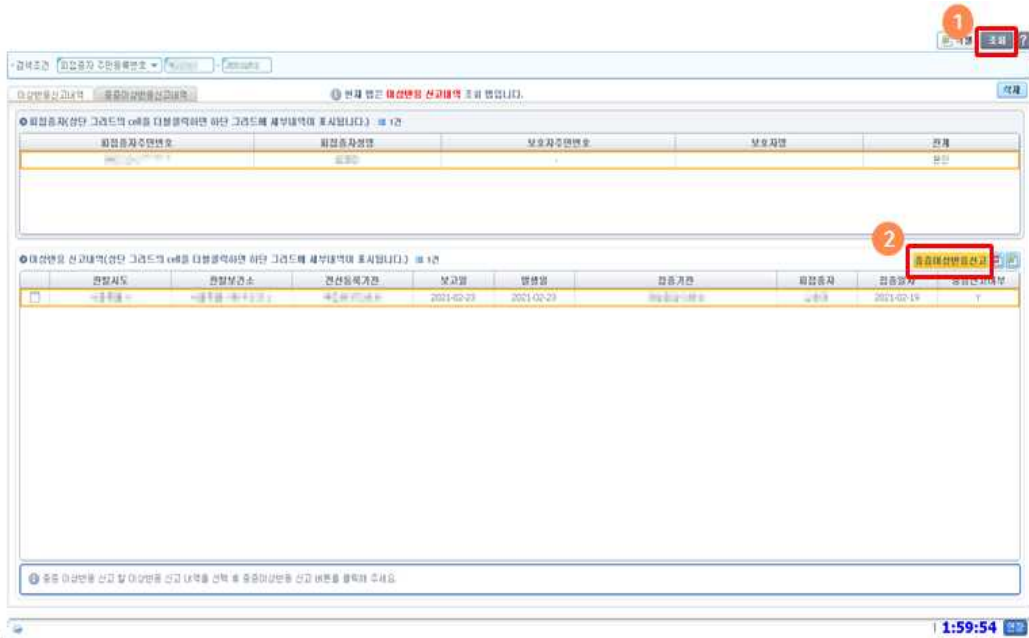 1
조회 ?
검색조건 피접종자 주민등록번호 -
이상반응신고내역 중증이상반응신고내역 현재 탭은 이상반응 신고내역 조회 탭입니다. 삭제
피접종자(상단 그리드의 cell을 더블클릭하면 하단 그리드에 세부내역이 표시됩니다.) 1건
피접종자주민번호 피접종자성명 보호자주민번호 보호자명 관계
- 본인
2
이상반응 신고내역(상단 그리드의 cell을 더블클릭하면 하단 그리드에 세부내역이 표시됩니다.) 1건 중증이상반응신고
관할시도 관할보건소 전산등록기관 보고일 발생일 접종기관 피접종자 접종일자
2021-02-23 2021-02-23 2021-02-19 Y
중증 이상반응 신고 할 이상반응 신고 내역을 선택 후 중증이상반응 신고 버튼을 클릭해 주세요.
1:59:54 연장